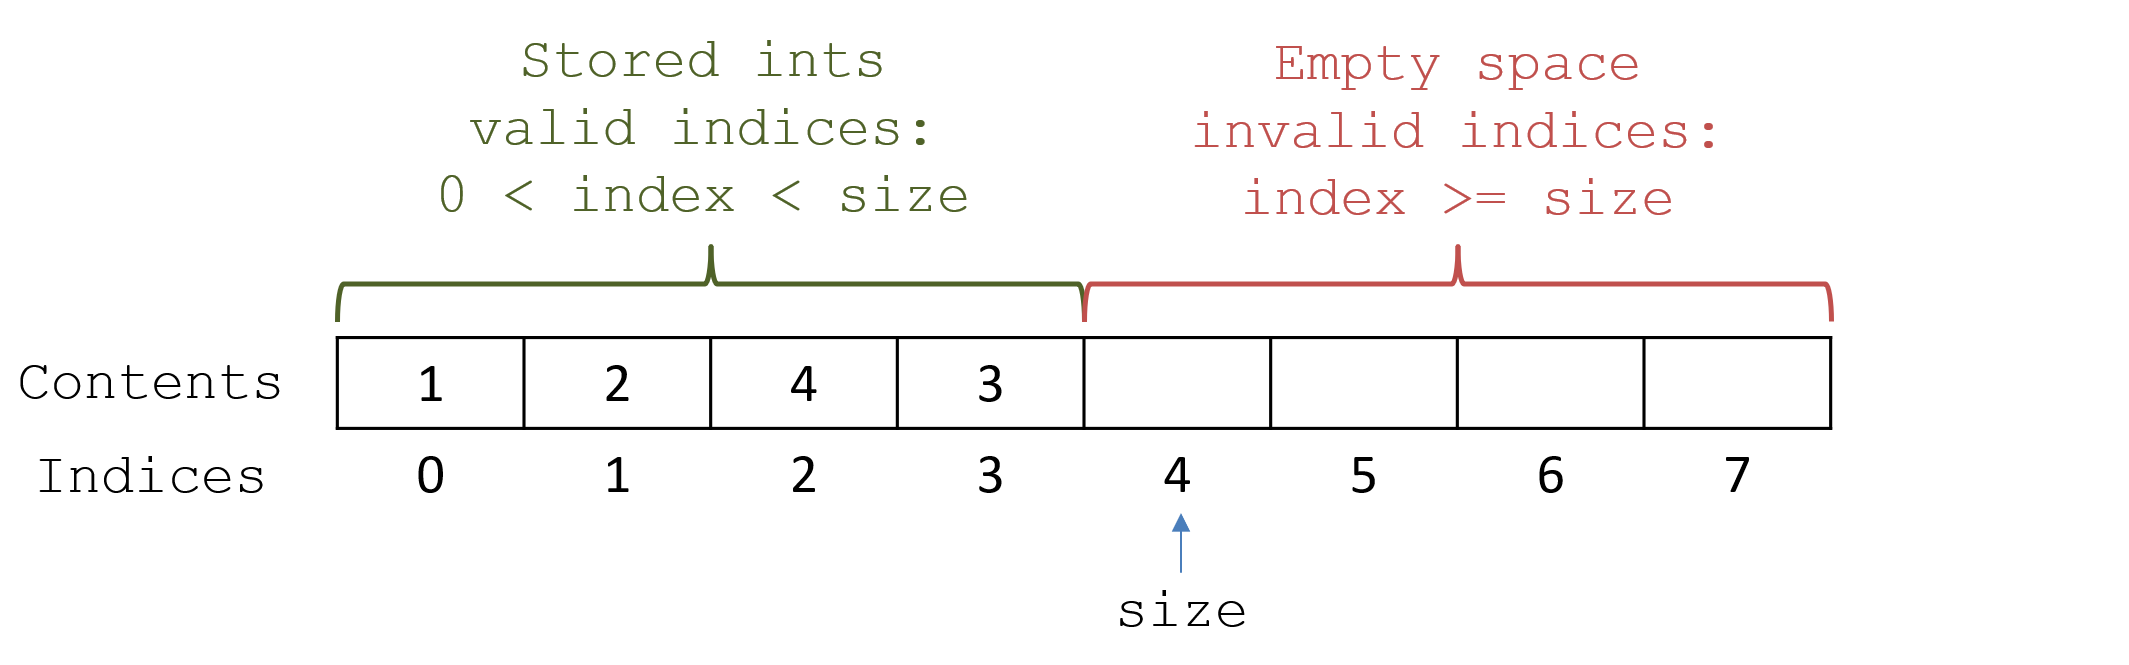 Stored ints
valid indices:
0 < index < size
Empty space
invalid indices:
index >= size
Contents 1 2 4 3
Indices 0 1 2 3 4 5 6 7
size